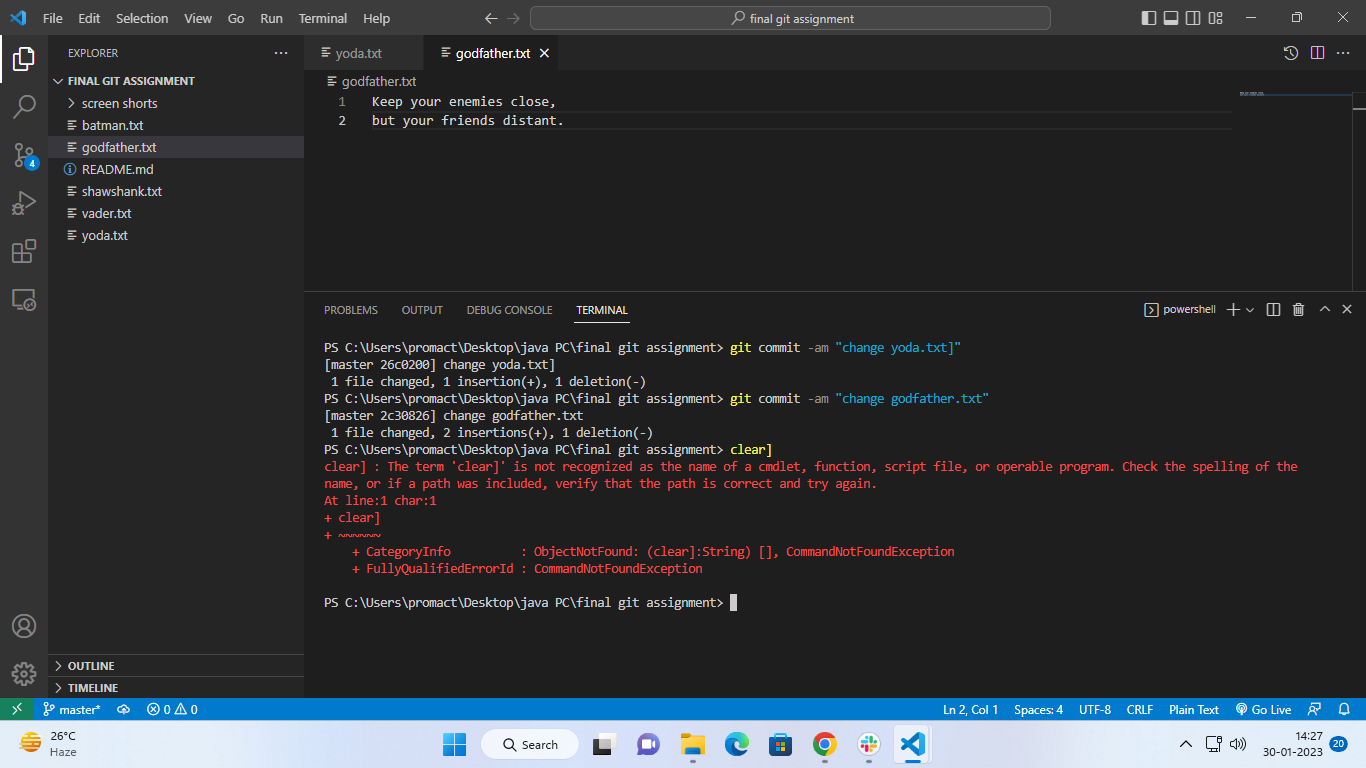 File Edit Selection View Go Run Terminal Help
final git assignment
EXPLORER
FINAL GIT ASSIGNMENT
screen shorts
batman.txt
godfather.txt
README.md
shawshank.txt
vader.txt
yoda.txt
4
OUTLINE
TIMELINE
yoda.txt godfather.txt
godfather.txt
1 Keep your enemies close,
2 but your friends distant.
PROBLEMS OUTPUT DEBUG CONSOLE TERMINAL
powershell
PS C:\Users\promact\Desktop\java PC\final git assignment> git commit -am "change yoda.txt]"
[master 26c0200] change yoda.txt]
1 file changed, 1 insertion(+), 1 deletion(-)
PS C:\Users\promact\Desktop\java PC\final git assignment> git commit -am "change godfather.txt"
[master 2c30826] change godfather.txt
1 file changed, 2 insertions(+), 1 deletion(-)
PS C:\Users\promact\Desktop\java PC\final git assignment> clear]
clear] : The term 'clear]' is not recognized as the name of a cmdlet, function, script file, or operable program. Check the spelling of the
name, or if a path was included, verify that the path is correct and try again.
At line:1 char:1
+ clear]
+ ~~~~~~
+ CategoryInfo : ObjectNotFound: (clear]:String) [], CommandNotFoundException
+ FullyQualifiedErrorId : CommandNotFoundException
PS C:\Users\promact\Desktop\java PC\final git assignment>
master* 0 0
Ln 2, Col 1 Spaces: 4 UTF-8 CRLF Plain Text Go Live
26°C
Haze
Search
14:27
30-01-2023
20